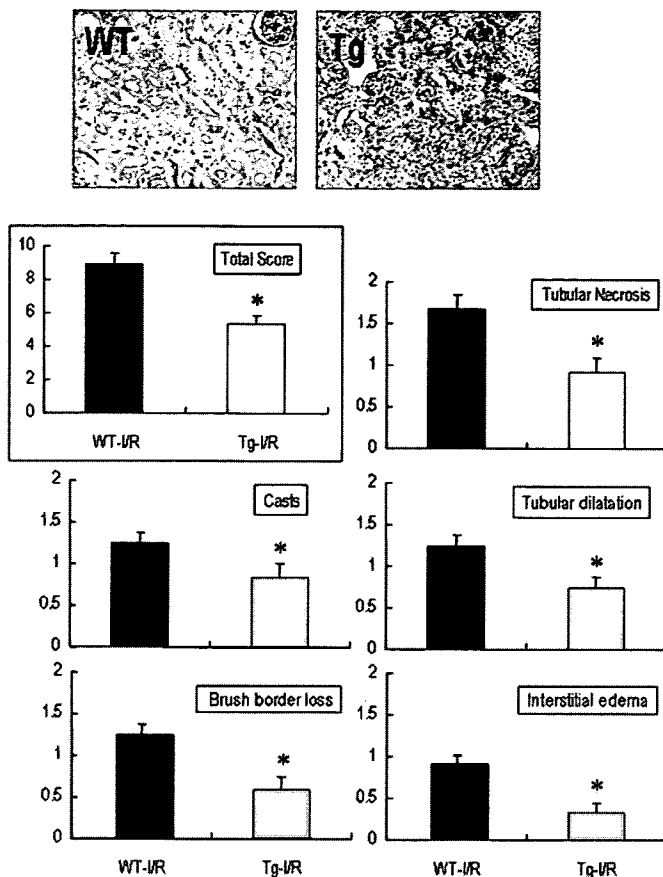 WT
Tg
Total Score
10
8
6
4
2
0
*
WT-I/R
Tg-I/R
Tubular Necrosis
2
1.5
1
0.5
0
*
Casts
2
1.5
1
0.5
0
*
Tubular dilatation
2
1.5
1
0.5
0
*
Brush border loss
2
1.5
1
0.5
0
*
WT-I/R
Tg-I/R
Interstitial edema
2
1.5
1
0.5
0
*
WT-I/R
Tg-I/R